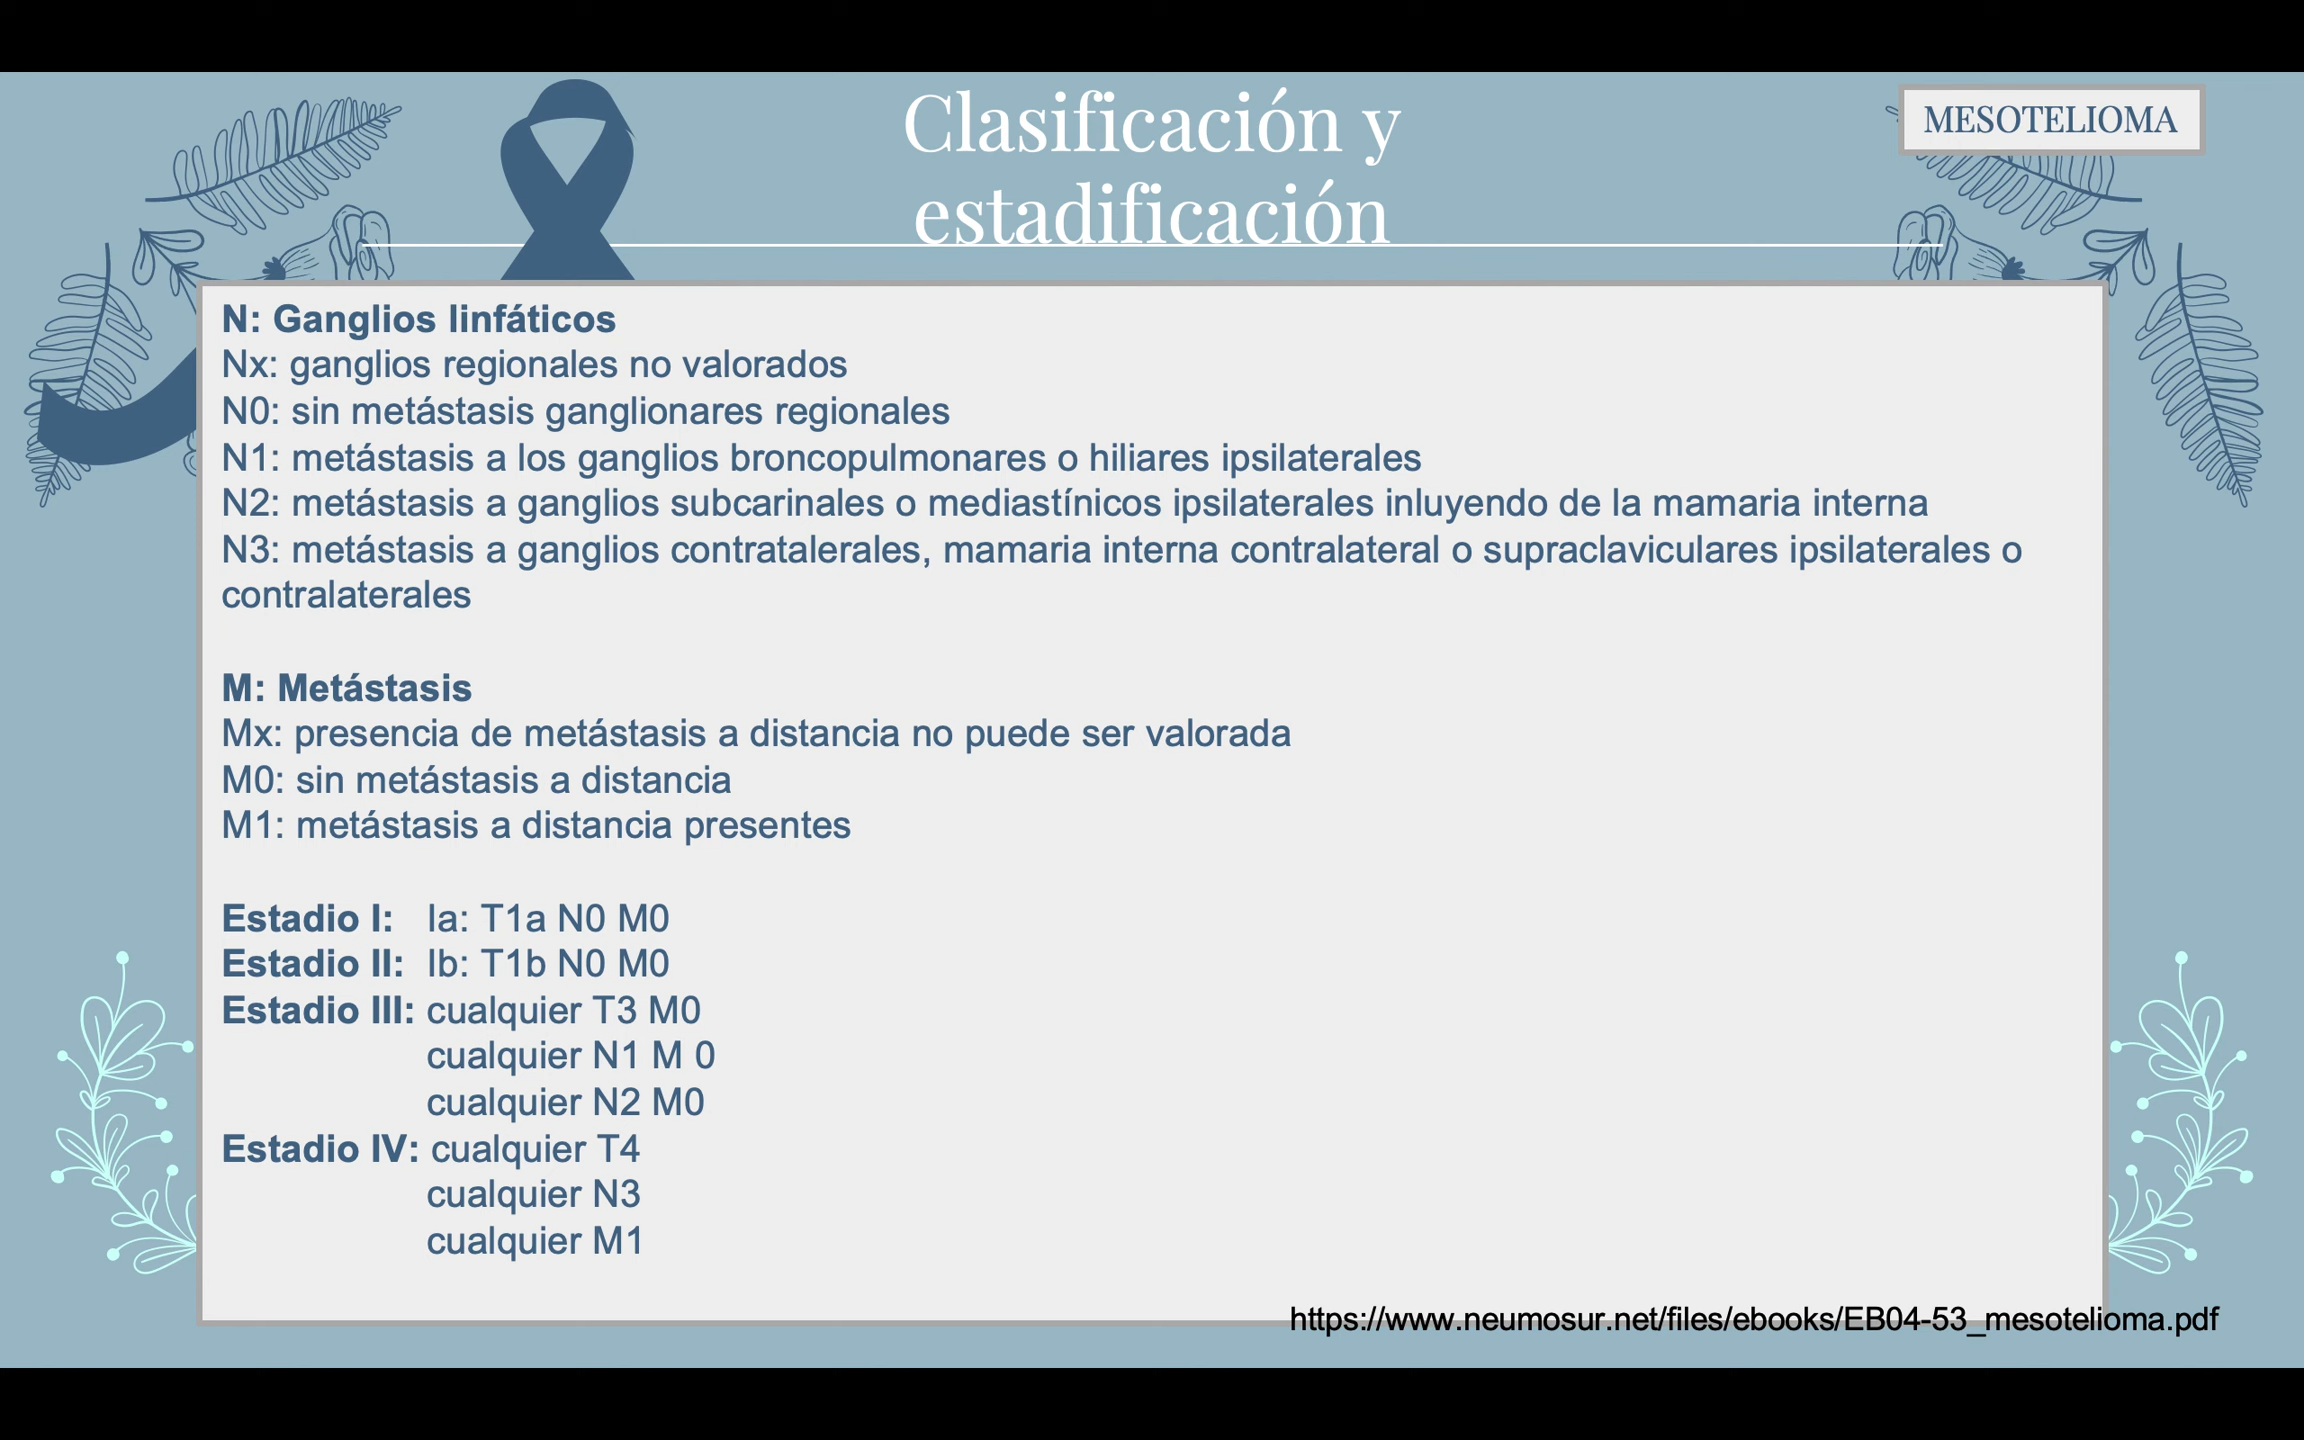 Clasificación y
estadificación
MESOTELIOMA
N: Ganglios linfáticos
Nx: ganglios regionales no valorados
N0: sin metástasis ganglionares regionales
N1: metástasis a los ganglios broncopulmonares o hiliares ipsilaterales
N2: metástasis a ganglios subcarinales o mediastínicos ipsilaterales inluyendo de la mamaria interna
N3: metástasis a ganglios contratalerales, mamaria interna contralateral o supraclaviculares ipsilaterales o
contralaterales
M: Metástasis
Mx: presencia de metástasis a distancia no puede ser valorada
M0: sin metástasis a distancia
M1: metástasis a distancia presentes
Estadio I: Ia: T1a N0 M0
Estadio II: Ib: T1b N0 M0
Estadio III: cualquier T3 M0
cualquier N1 M 0
cualquier N2 M0
Estadio IV: cualquier T4
cualquier N3
cualquier M1
https://www.neumosur.net/files/ebooks/EB04-53_mesotelioma.pdf